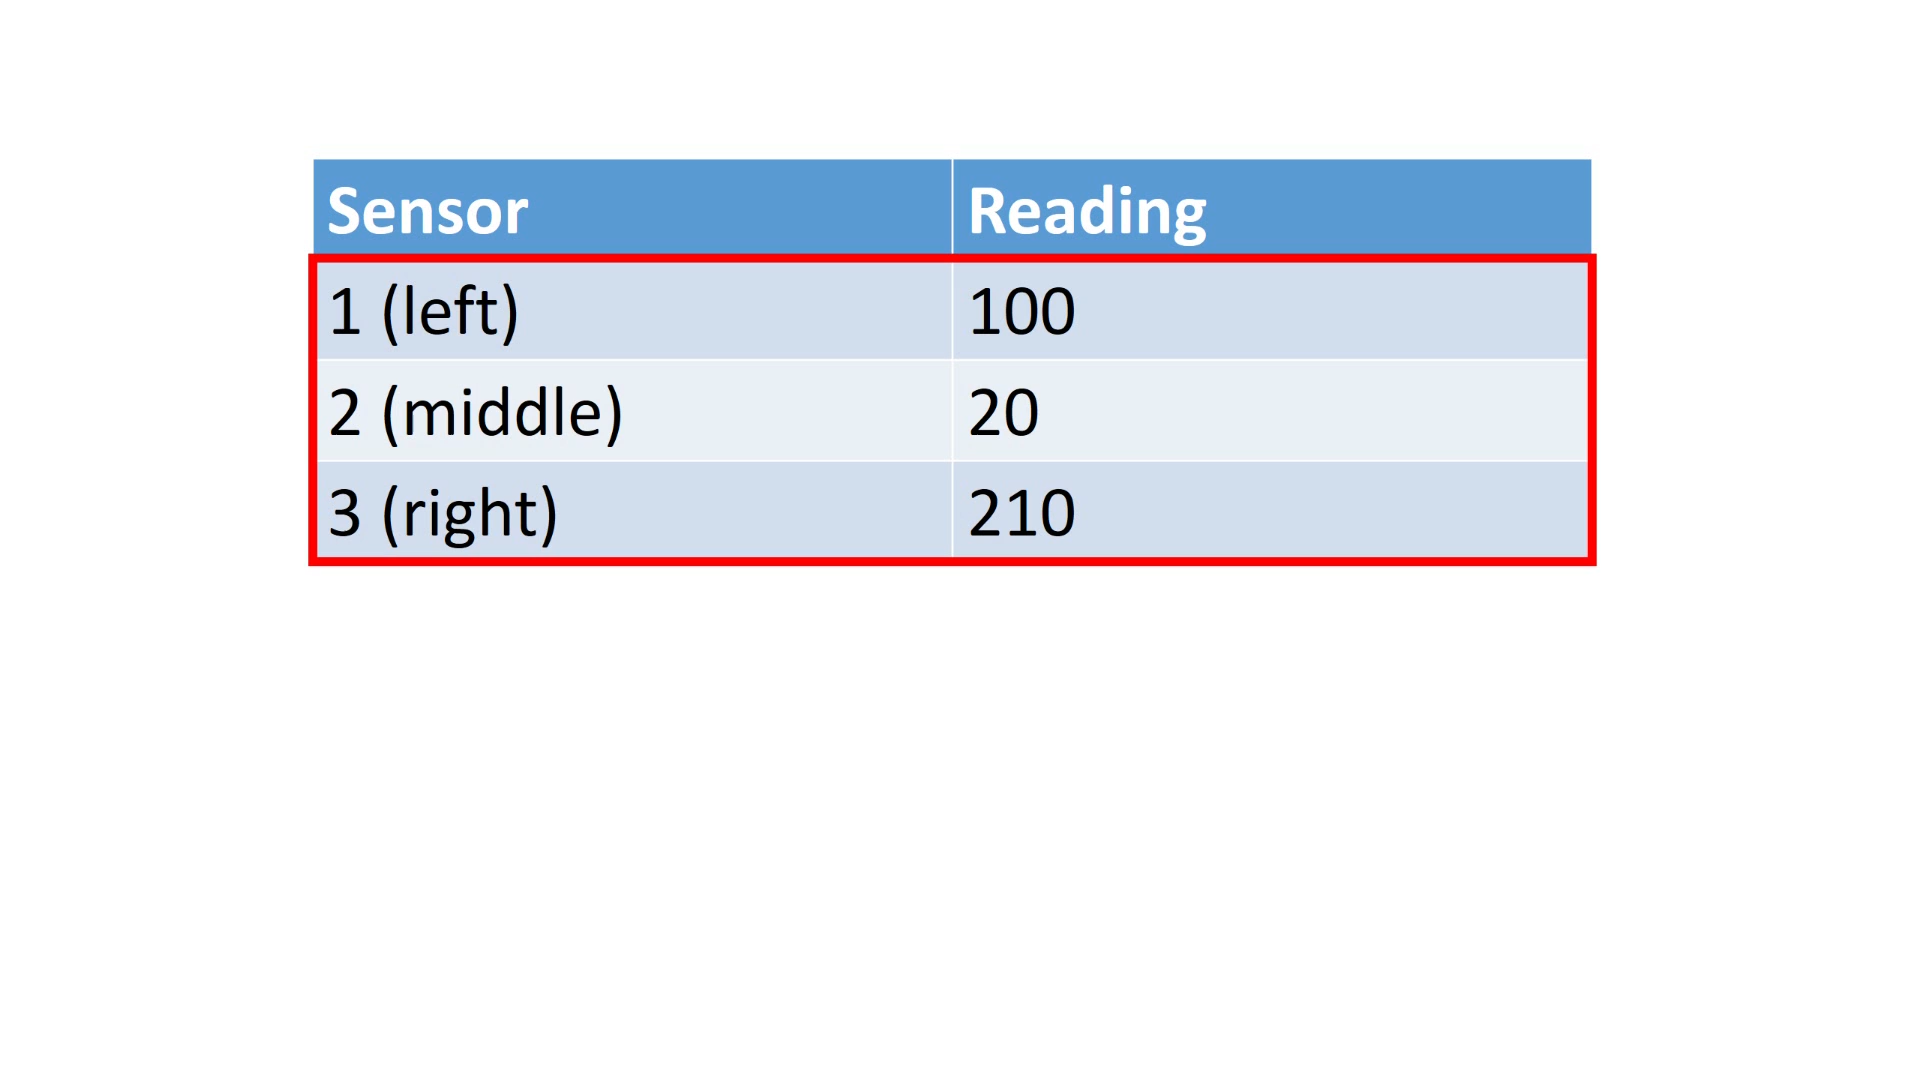 Sensor Reading
1 (left) 100
2 (middle) 20
3 (right) 210